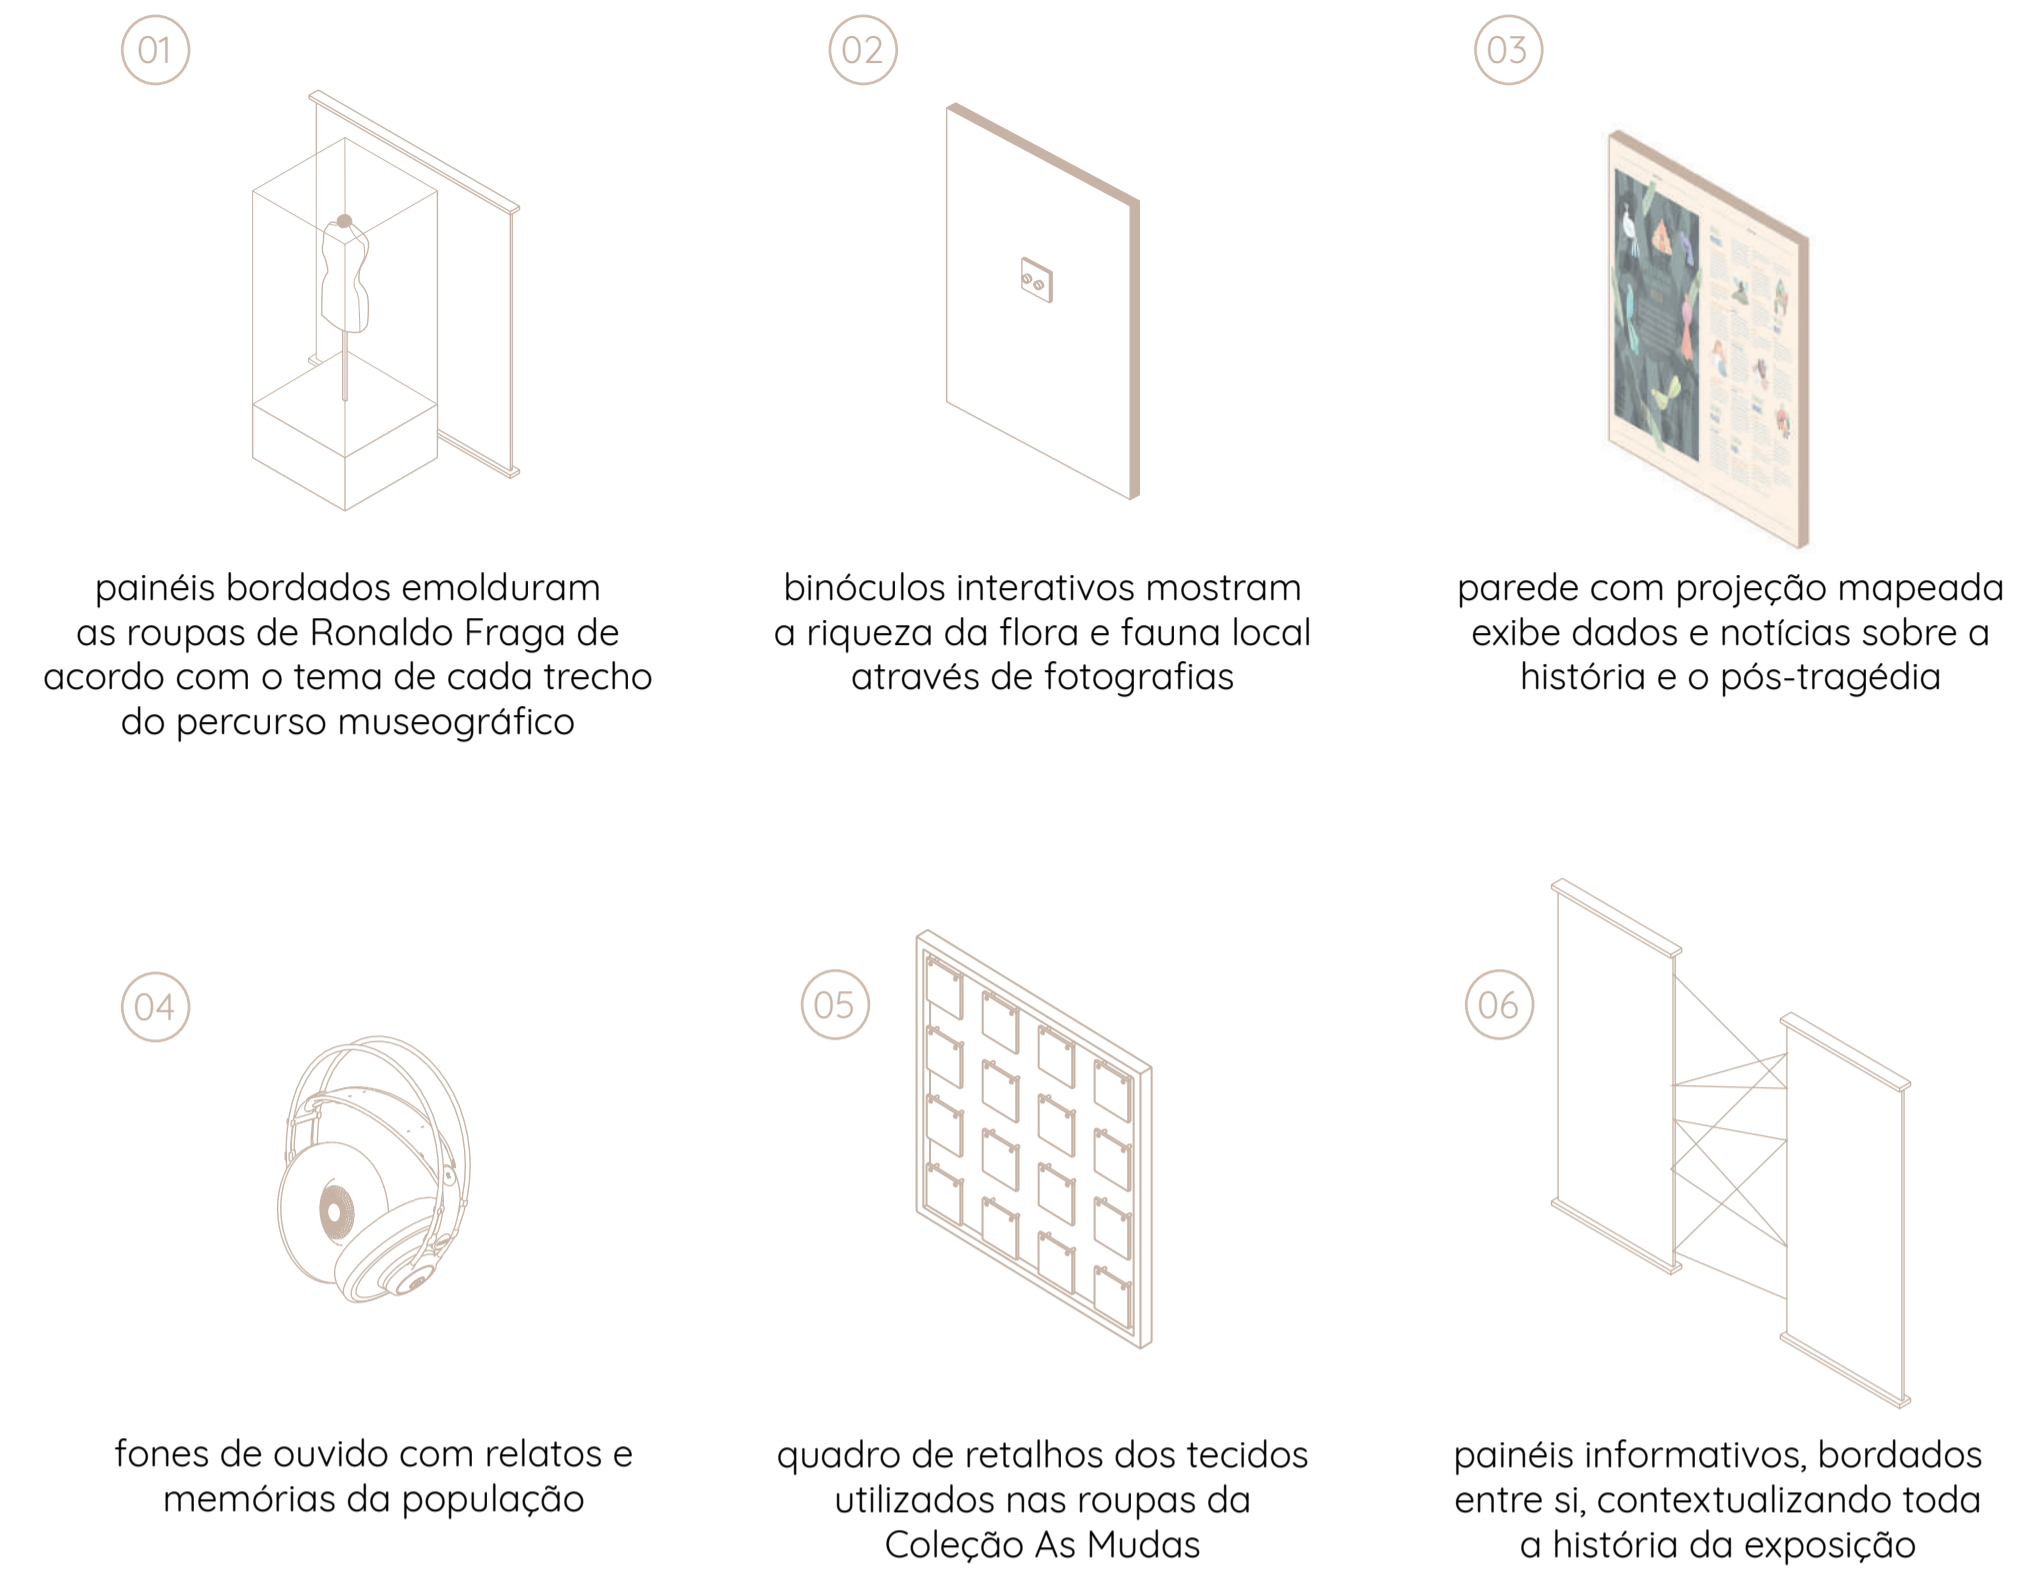 01
painéis bordados emolduram
as roupas de Ronaldo Fraga de
acordo com o tema de cada trecho
do percurso museográfico
02
binóculos interativos mostram
a riqueza da flora e fauna local
através de fotografias
03
parede com projeção mapeada
exibe dados e notícias sobre a
história e o pós-tragédia
04
fones de ouvido com relatos e
memórias da população
05
quadro de retalhos dos tecidos
utilizados nas roupas da
Coleção As Mudas
06
painéis informativos, bordados
entre si, contextualizando toda
a história da exposição